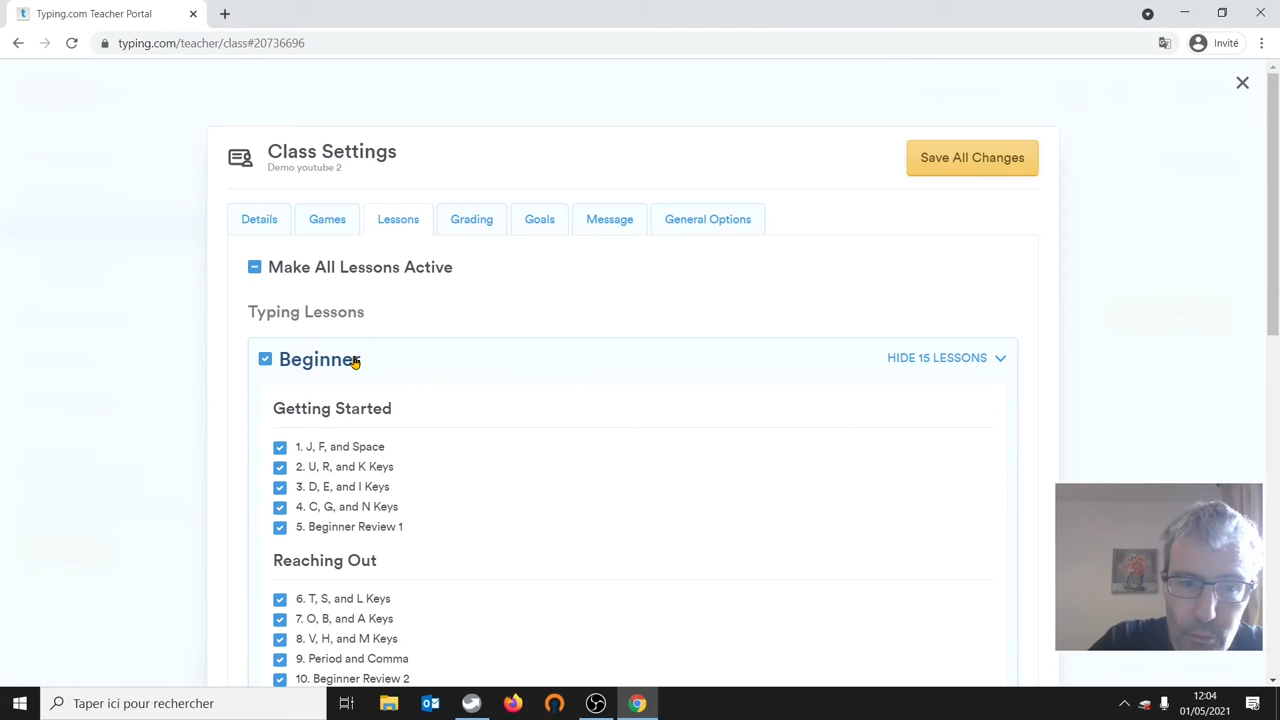 Typing.com Teacher Portal
typing.com/teacher/class#20736696
Invité
Class Settings
Demo youtube 2
Save All Changes
Details Games Lessons Grading Goals Message General Options
Make All Lessons Active
Typing Lessons
Beginner
HIDE 15 LESSONS
Getting Started
1. J, F, and Space
2. U, R, and K Keys
3. D, E, and I Keys
4. C, G, and N Keys
5. Beginner Review 1
Reaching Out
6. T, S, and L Keys
7. O, B, and A Keys
8. V, H, and M Keys
9. Period and Comma
10. Beginner Review 2
Taper ici pour rechercher
12:04
01/05/2021